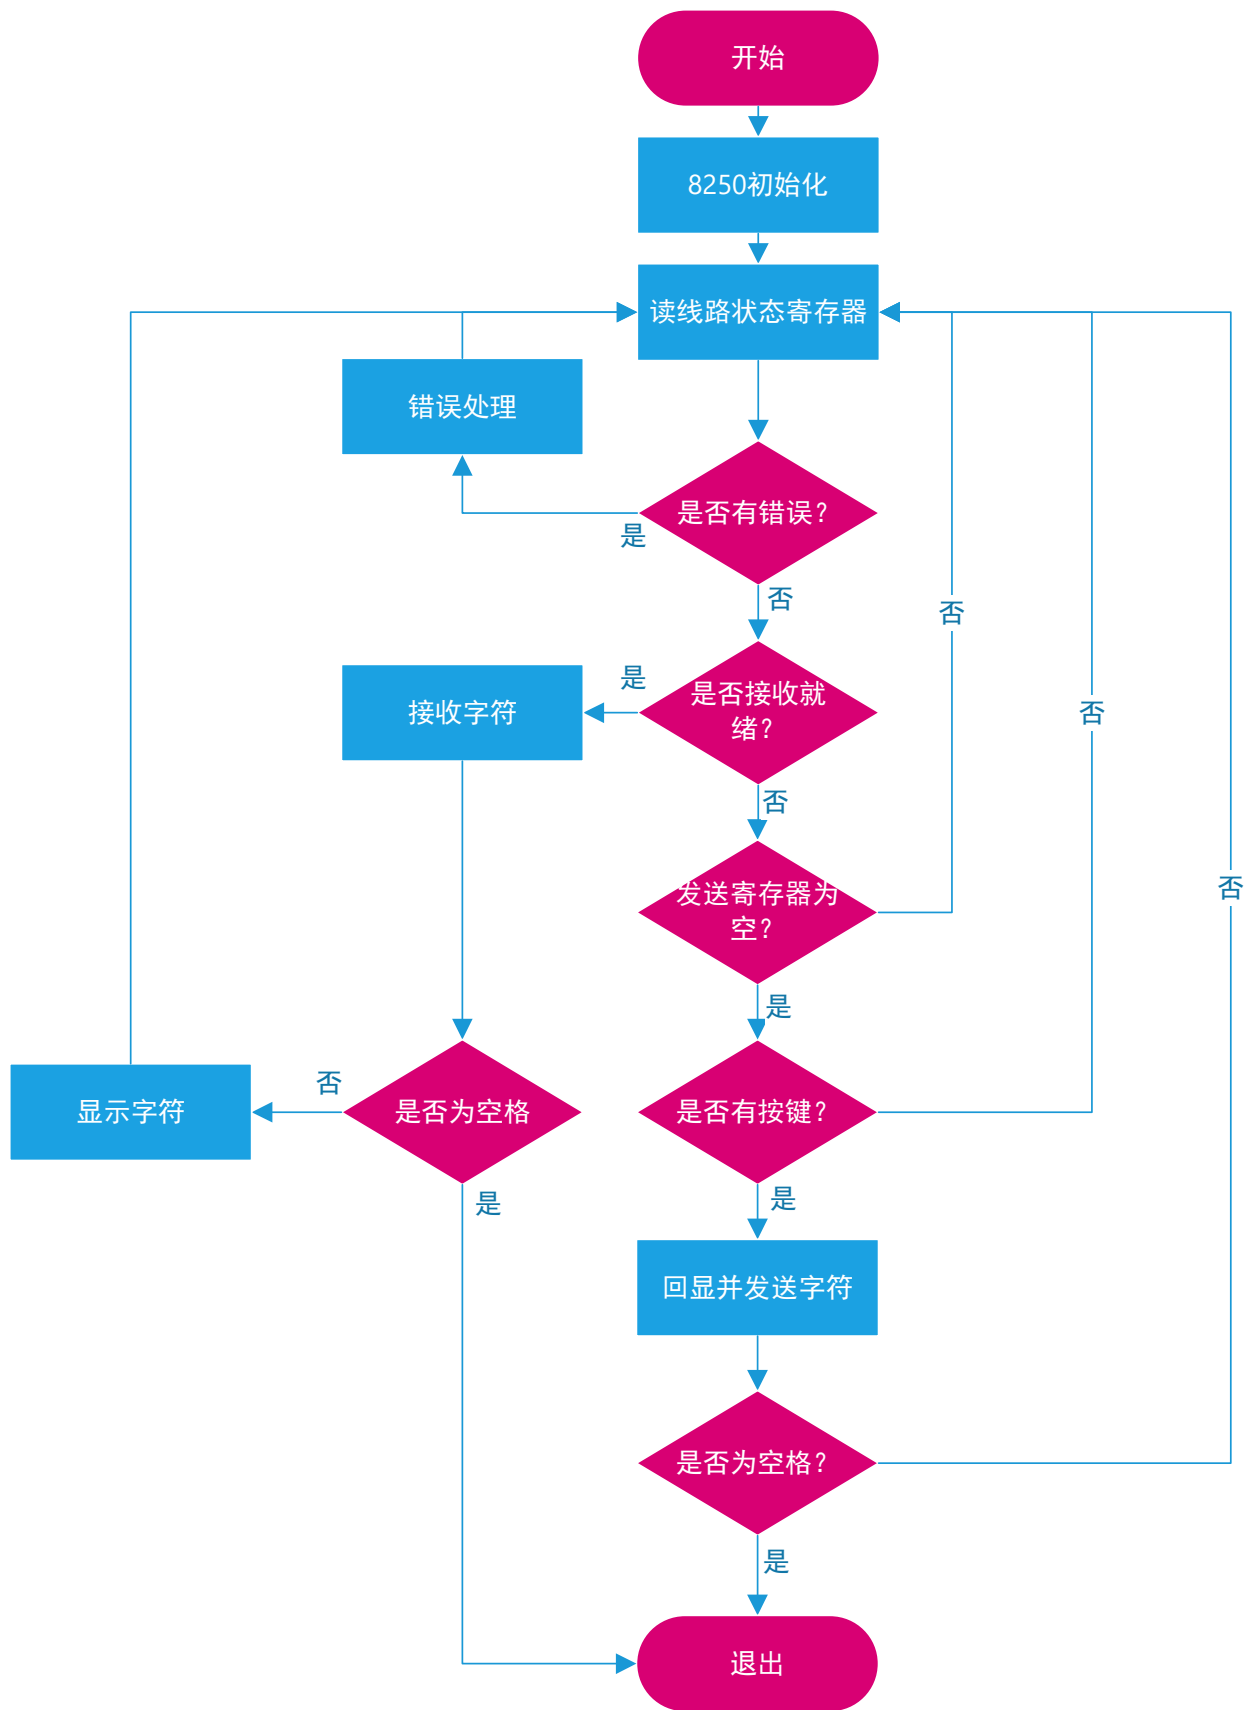 开始
8250初始化
读线路状态寄存器
错误处理
是否有错误？
是
否
否
是
是否接收就
绪？
接收字符
否
否
发送寄存器为
空？
否
是
否
显示字符
是否为空格
是否有按键？
是
是
回显并发送字符
是否为空格？
是
退出